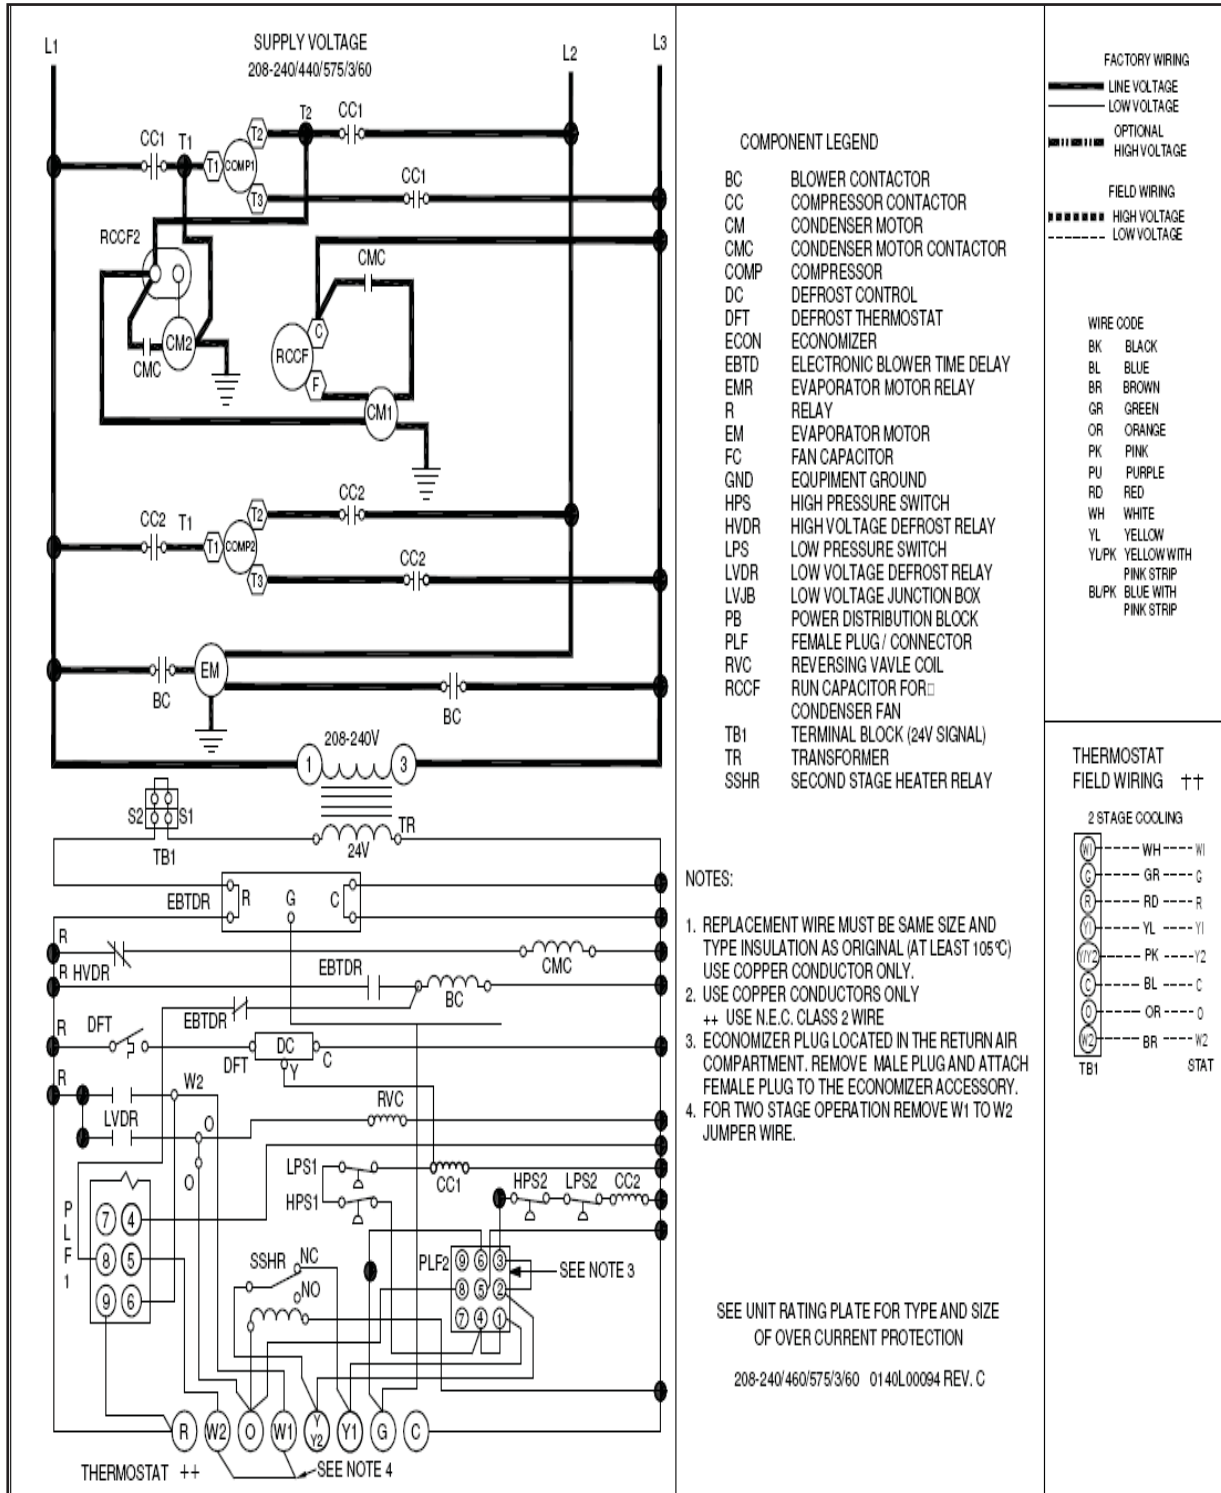 L1
SUPPLY VOLTAGE
208-240/440/575/3/60
L2
L3
T2
CC1
CC1
T1
T2
T1
COMP1
T3
CC1
RCCF2
CMC
CM2
CMC
RCCF
C
F
CM1
CC2
CC2
T1
T2
T1
COMP2
T3
CC2
EM
BC
BC
208-240V
1
3
S2
S1
TB1
TR
24V
EBTDR
R
G
C
R
HVDR
CMC
R
EBTDR
BC
EBTDR
R
DFT
DFT
DC
C
Y
R
W2
LVDR
O
RVC
O
LPS1
CC1
HPS1
HPS2
LPS2
CC2
PLF1
7
4
8
5
9
6
SSHR
NC
NO
PLF2
9
6
3
8
5
2
7
4
1
SEE NOTE 3
R
W2
O
W1
Y
Y2
Y1
G
C
THERMOSTAT ++
SEE NOTE 4
COMPONENT LEGEND
BC BLOWER CONTACTOR
CC COMPRESSOR CONTACTOR
CM CONDENSER MOTOR
CMC CONDENSER MOTOR CONTACTOR
COMP COMPRESSOR
DC DEFROST CONTROL
DFT DEFROST THERMOSTAT
ECON ECONOMIZER
EBTD ELECTRONIC BLOWER TIME DELAY
EMR EVAPORATOR MOTOR RELAY
R RELAY
EM EVAPORATOR MOTOR
FC FAN CAPACITOR
GND EQUPIMENT GROUND
HPS HIGH PRESSURE SWITCH
HVDR HIGH VOLTAGE DEFROST RELAY
LPS LOW PRESSURE SWITCH
LVDR LOW VOLTAGE DEFROST RELAY
LVJB LOW VOLTAGE JUNCTION BOX
PB POWER DISTRIBUTION BLOCK
PLF FEMALE PLUG / CONNECTOR
RVC REVERSING VAVLE COIL
RCCF RUN CAPACITOR FOR□
CONDENSER FAN
TB1 TERMINAL BLOCK (24V SIGNAL)
TR TRANSFORMER
SSHR SECOND STAGE HEATER RELAY
NOTES:
1. REPLACEMENT WIRE MUST BE SAME SIZE AND
TYPE INSULATION AS ORIGINAL (AT LEAST 105°C)
USE COPPER CONDUCTOR ONLY.
2. USE COPPER CONDUCTORS ONLY
++ USE N.E.C. CLASS 2 WIRE
3. ECONOMIZER PLUG LOCATED IN THE RETURN AIR
COMPARTMENT. REMOVE MALE PLUG AND ATTACH
FEMALE PLUG TO THE ECONOMIZER ACCESSORY.
4. FOR TWO STAGE OPERATION REMOVE W1 TO W2
JUMPER WIRE.
SEE UNIT RATING PLATE FOR TYPE AND SIZE
OF OVER CURRENT PROTECTION
208-240/460/575/3/60 0140L00094 REV. C
FACTORY WIRING
LINE VOLTAGE
LOW VOLTAGE
OPTIONAL
HIGH VOLTAGE
FIELD WIRING
HIGH VOLTAGE
LOW VOLTAGE
WIRE CODE
BK BLACK
BL BLUE
BR BROWN
GR GREEN
OR ORANGE
PK PINK
PU PURPLE
RD RED
WH WHITE
YL YELLOW
YL/PK YELLOW WITH
PINK STRIP
BL/PK BLUE WITH
PINK STRIP
THERMOSTAT
FIELD WIRING ††
2 STAGE COOLING
W1 WH W1
G GR G
R RD R
Y1 YL Y1
Y/Y2 PK Y2
C BL C
O OR O
W2 BR W2
TB1 STAT